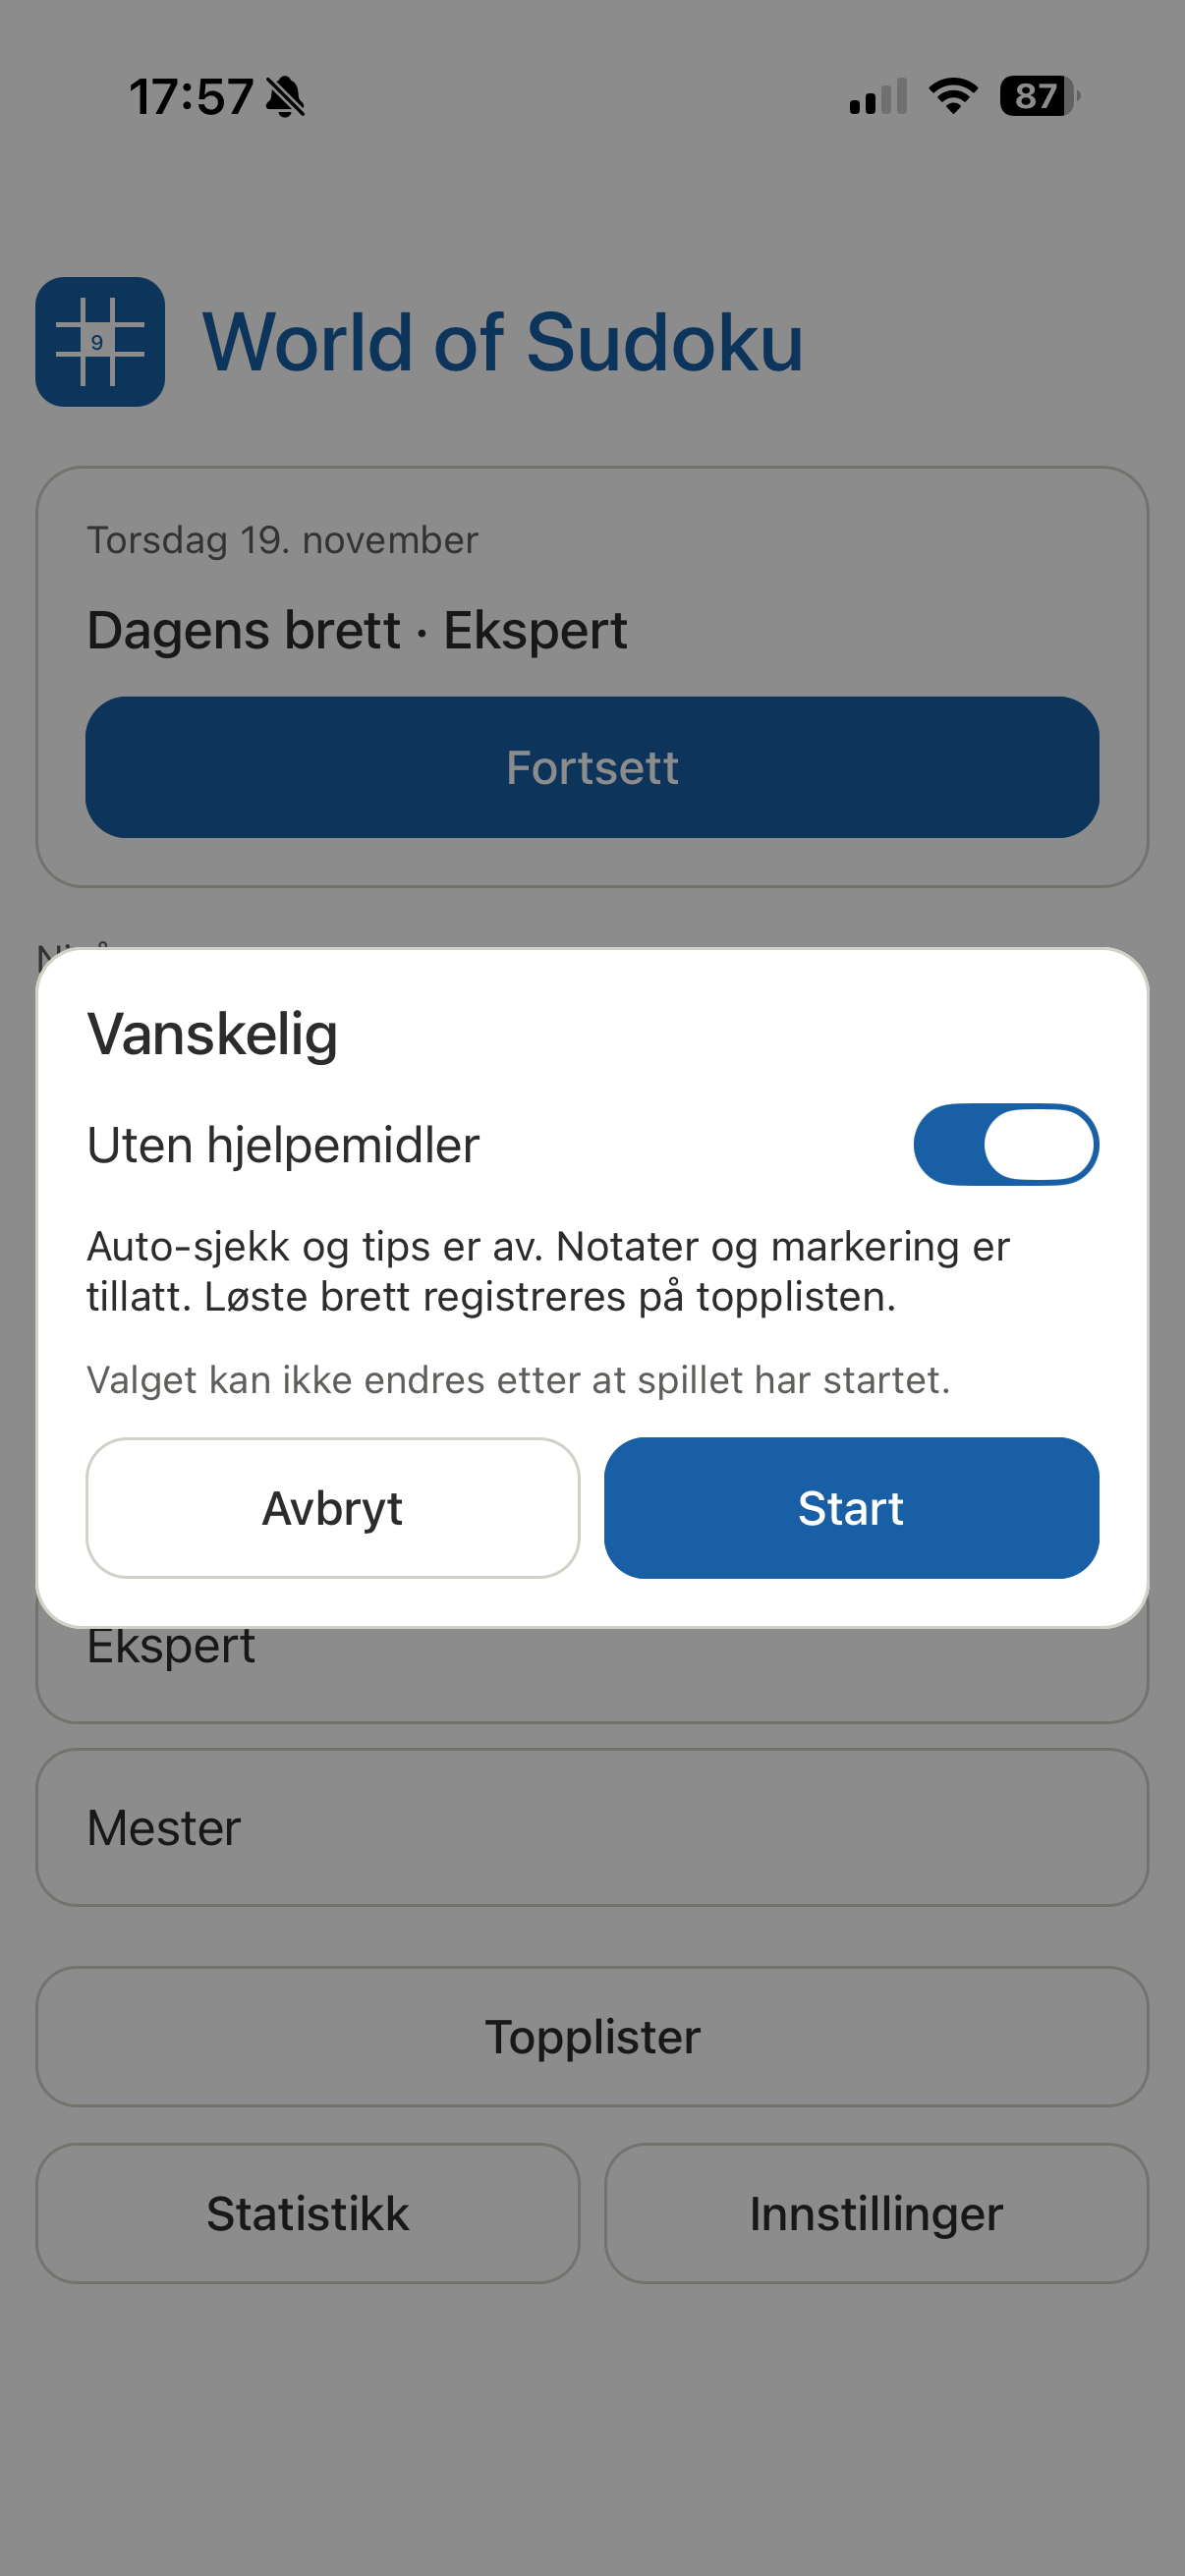 17:57
87
9
World of Sudoku
Torsdag 19. november
Dagens brett · Ekspert
Fortsett
Vanskelig
Uten hjelpemidler
Auto-sjekk og tips er av. Notater og markering er
tillatt. Løste brett registreres på topplisten.
Valget kan ikke endres etter at spillet har startet.
Avbryt
Start
Ekspert
Mester
Topplister
Statistikk
Innstillinger